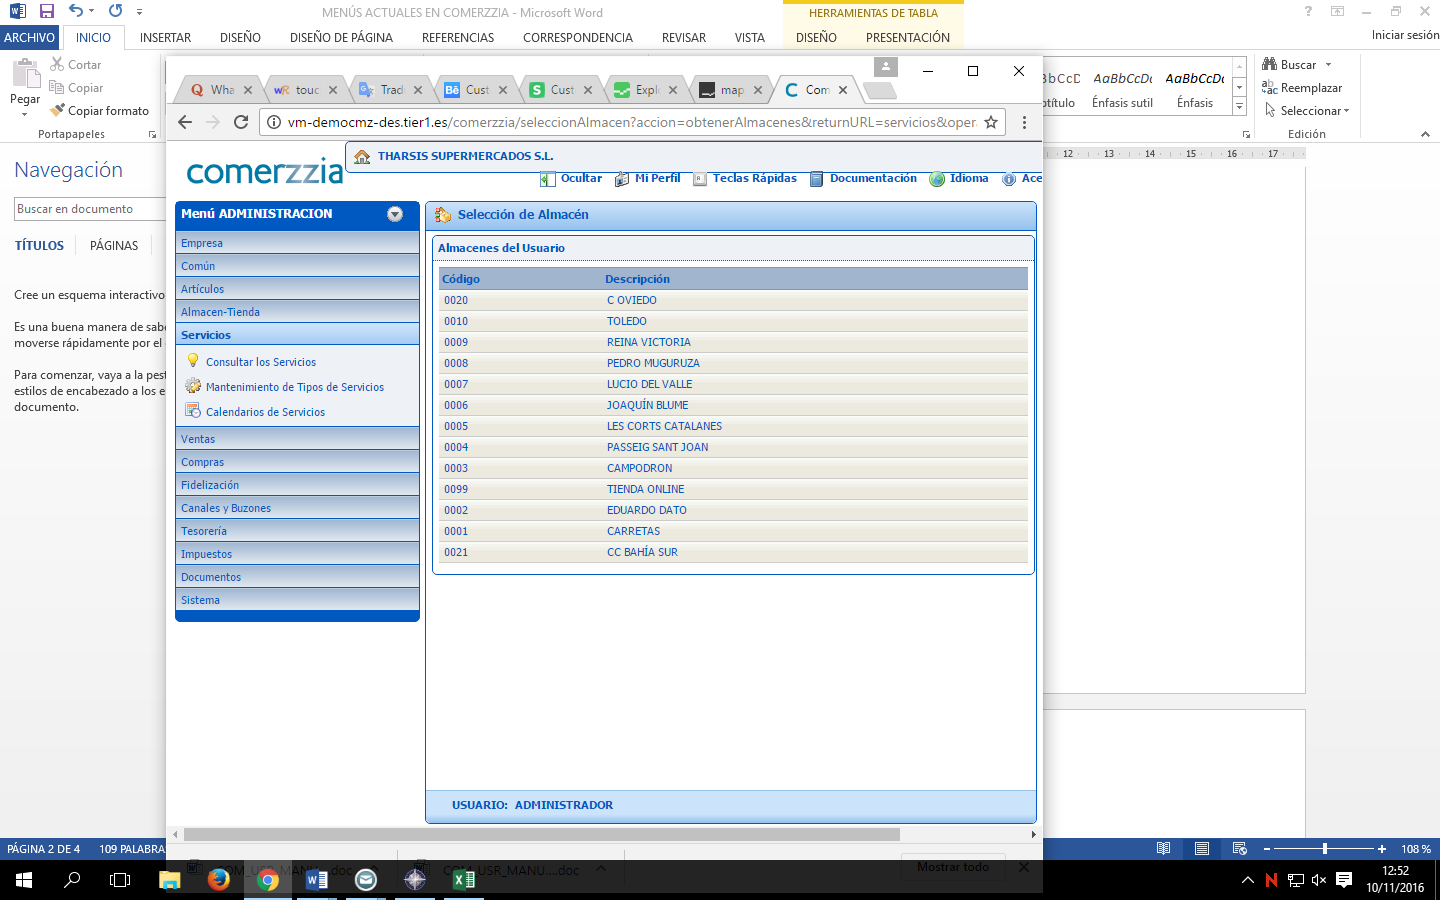 MENÚS ACTUALES EN COMERZZIA - Microsoft Word
HERRAMIENTAS DE TABLA
ARCHIVO INICIO INSERTAR DISEÑO DISEÑO DE PÁGINA REFERENCIAS CORRESPONDENCIA REVISAR VISTA DISEÑO PRESENTACIÓN Iniciar sesión
Pegar
Cortar
Copiar
Copiar formato
Portapapeles
AaBbCcDc AaBbCcDc
Énfasis sutil Énfasis
Buscar
Reemplazar
Seleccionar
Edición
Navegación
Buscar en documento
TÍTULOS PÁGINAS
Cree un esquema interactivo
Es una buena manera de
moverse rápidamente por el
Para comenzar, vaya a la
estilos de encabezado a los
documento.
Wha touc Trad Cust Cust Explo map Com
vm-democmz-des.tier1.es/comerzzia/seleccionAlmacen?accion=obtenerAlmacenes&returnURL=servicios&oper
comerzzia
THARSIS SUPERMERCADOS S.L.
Ocultar Mi Perfil Teclas Rápidas Documentación Idioma Ace
Menú ADMINISTRACION
Empresa
Común
Artículos
Almacen-Tienda
Servicios
Consultar los Servicios
Mantenimiento de Tipos de Servicios
Calendarios de Servicios
Ventas
Compras
Fidelización
Canales y Buzones
Tesorería
Impuestos
Documentos
Sistema
Selección de Almacén
Almacenes del Usuario
Código Descripción
0020 C OVIEDO
0010 TOLEDO
0009 REINA VICTORIA
0008 PEDRO MUGURUZA
0007 LUCIO DEL VALLE
0006 JOAQUÍN BLUME
0005 LES CORTS CATALANES
0004 PASSEIG SANT JOAN
0003 CAMPODRON
0099 TIENDA ONLINE
0002 EDUARDO DATO
0001 CARRETAS
0021 CC BAHÍA SUR
USUARIO: ADMINISTRADOR
12 13 14 15 16 17
PÁGINA 2 DE 4 109 PALABRAS
108 %
COM_USR_MANU....doc COM_USR_MANU....doc Mostrar todo
12:52
10/11/2016